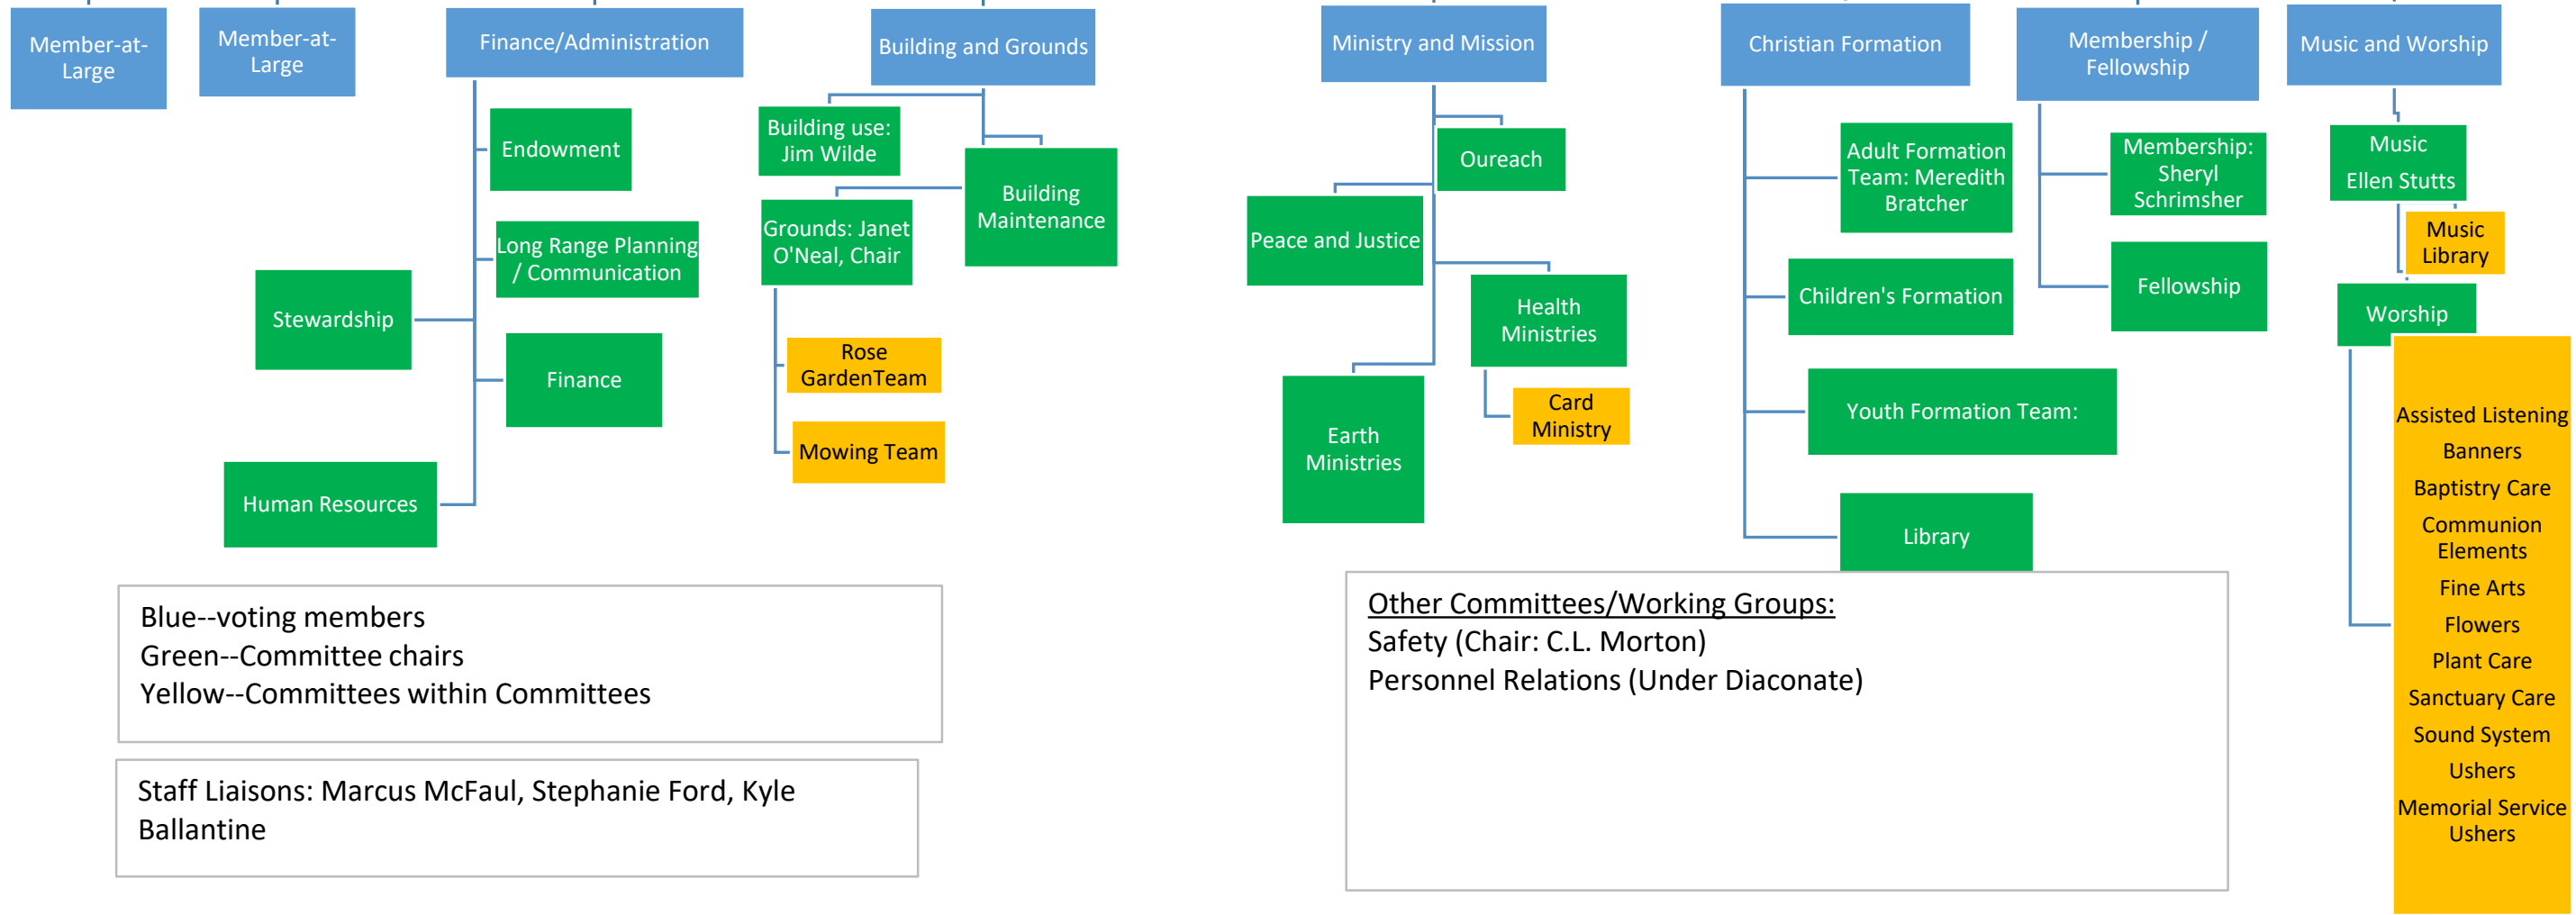 Member-at-
Large
Member-at-
Large
Finance/Administration
Building and Grounds
Ministry and Mission
Christian Formation
Membership /
Fellowship
Music and Worship
Endowment
Long Range Planning
/ Communication
Stewardship
Finance
Human Resources
Building use:
Jim Wilde
Building
Maintenance
Grounds: Janet
O'Neal, Chair
Rose
GardenTeam
Mowing Team
Oureach
Peace and Justice
Health
Ministries
Card
Ministry
Earth
Ministries
Adult Formation
Team: Meredith
Bratcher
Children's Formation
Youth Formation Team:
Library
Membership:
Sheryl
Schrimsher
Fellowship
Music
Ellen Stutts
Music
Library
Worship
Assisted Listening
Banners
Baptistry Care
Communion
Elements
Fine Arts
Flowers
Plant Care
Sanctuary Care
Sound System
Ushers
Memorial Service
Ushers
Blue--voting members
Green--Committee chairs
Yellow--Committees within Committees
Staff Liaisons: Marcus McFaul, Stephanie Ford, Kyle
Ballantine
Other Committees/Working Groups:
Safety (Chair: C.L. Morton)
Personnel Relations (Under Diaconate)